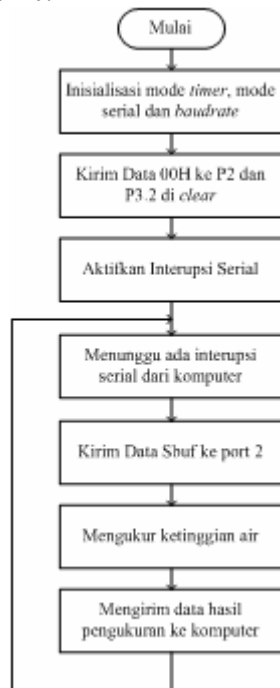 Mulai
Inisialisasi mode timer, mode
serial dan baudrate
Kirim Data 00H ke P2 dan
P3.2 di clear
Aktifkan Interupsi Serial
Menunggu ada interupsi
serial dari komputer
Kirim Data Sbuf ke port 2
Mengukur ketinggian air
Mengirim data hasil
pengukuran ke komputer